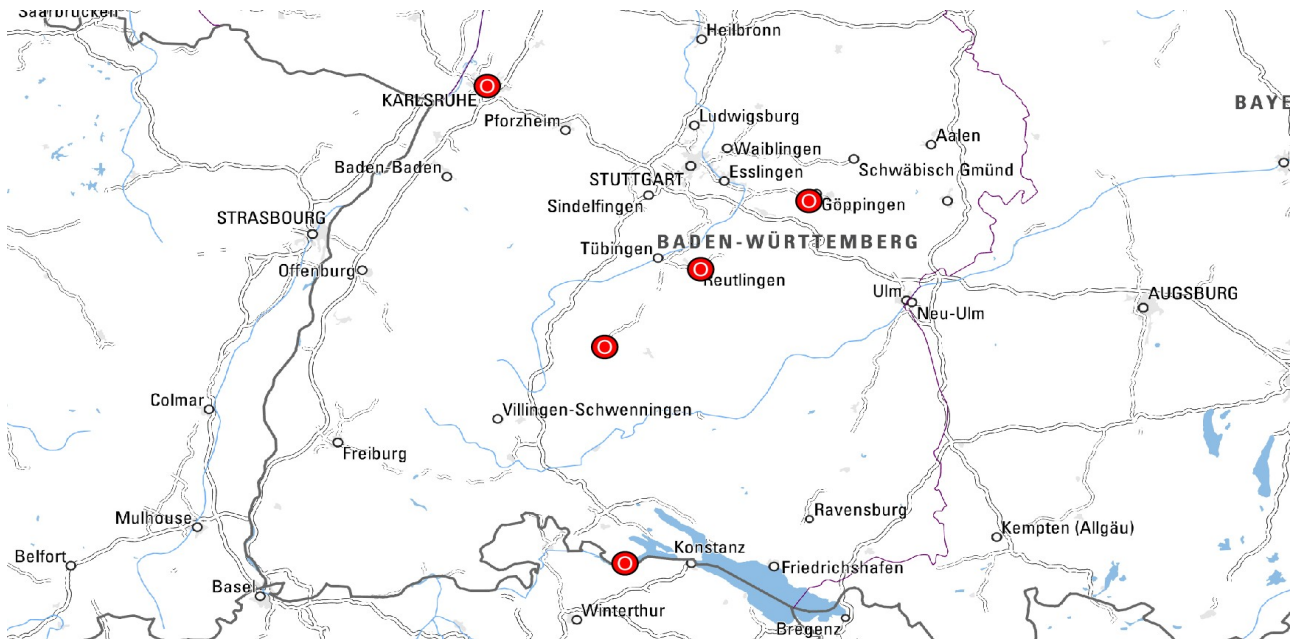 Saarbrücken
Heilbronn
KARLSRUHE
O
BAYE
Pforzheim
Ludwigsburg
Aalen
Waiblingen
Baden-Baden
STUTTGART
Esslingen
Schwäbisch Gmünd
Sindelfingen
O
Göppingen
STRASBOURG
Tübingen
BADEN-WÜRTTEMBERG
Offenburg
O
Reutlingen
Ulm
Neu-Ulm
AUGSBURG
O
Colmar
Villingen-Schwenningen
Freiburg
Mulhouse
Ravensburg
Kempten (Allgäu)
Belfort
O
Konstanz
Friedrichshafen
Basel
Winterthur
Bregenz